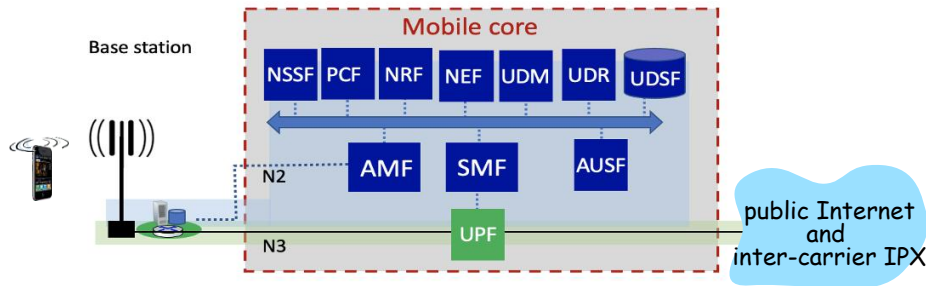 Mobile core
Base station
NSSF PCF NRF NEF UDM UDR UDSF
AMF SMF AUSF
N2
UPF
N3
public Internet
and
inter-carrier IPX